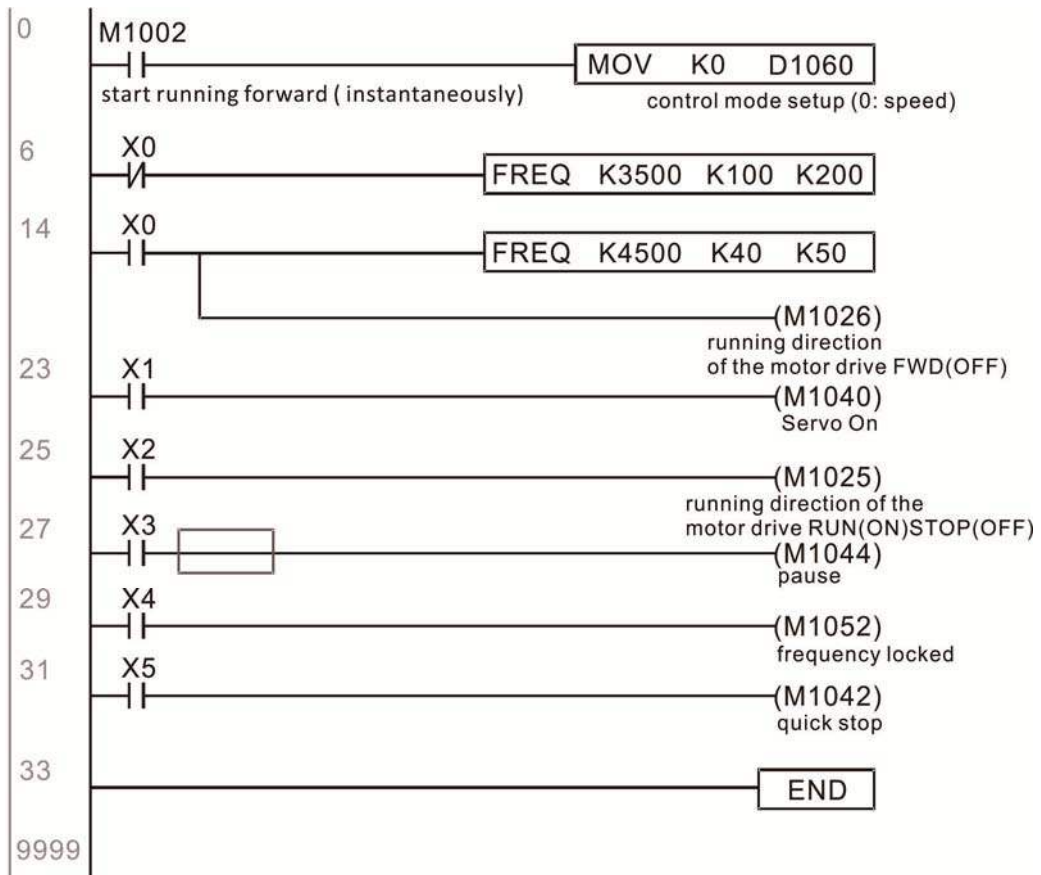 0
M1002
MOV K0 D1060
start running forward ( instantaneously)
control mode setup (0: speed)
6
X0
FREQ K3500 K100 K200
14
X0
FREQ K4500 K40 K50
(M1026)
running direction
of the motor drive FWD(OFF)
23
X1
(M1040)
Servo On
25
X2
(M1025)
running direction of the
motor drive RUN(ON)STOP(OFF)
27
X3
(M1044)
pause
29
X4
(M1052)
frequency locked
31
X5
(M1042)
quick stop
33
END
9999